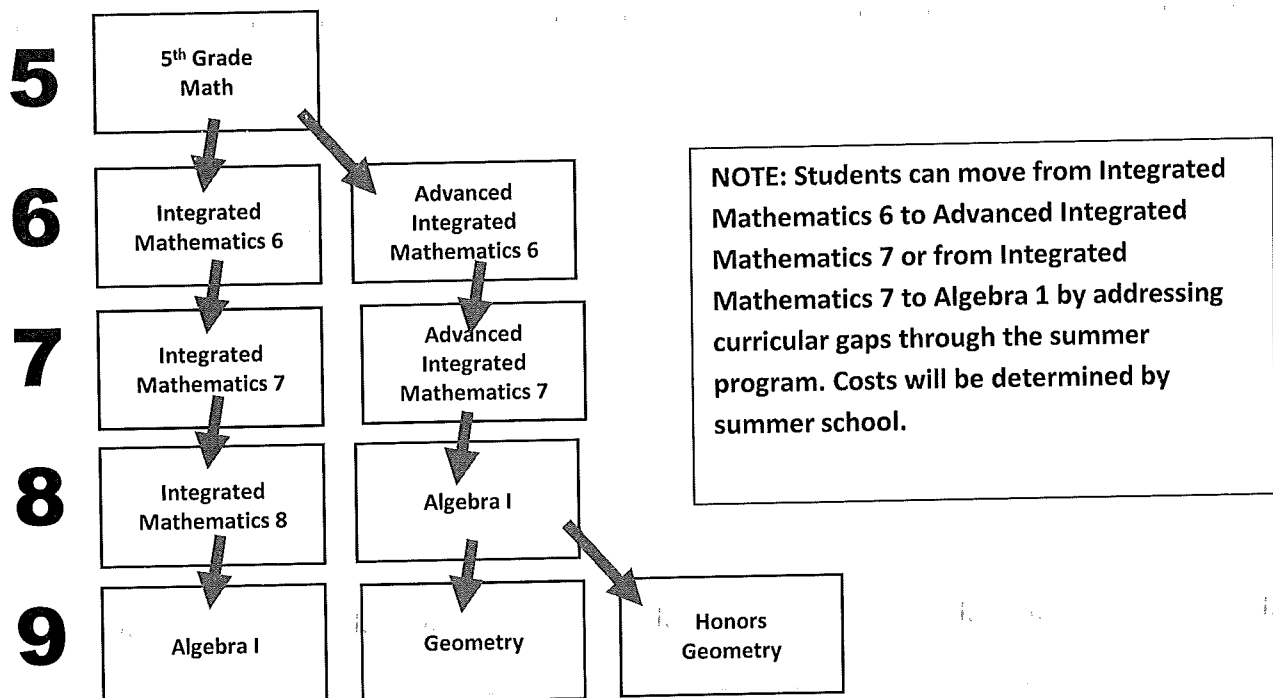 5
5th Grade
Math
6
Integrated
Mathematics 6
Advanced
Integrated
Mathematics 6
7
Integrated
Mathematics 7
Advanced
Integrated
Mathematics 7
8
Integrated
Mathematics 8
Algebra I
9
Algebra I
Geometry
Honors
Geometry
NOTE: Students can move from Integrated
Mathematics 6 to Advanced Integrated
Mathematics 7 or from Integrated
Mathematics 7 to Algebra 1 by addressing
curricular gaps through the summer
program. Costs will be determined by
summer school.